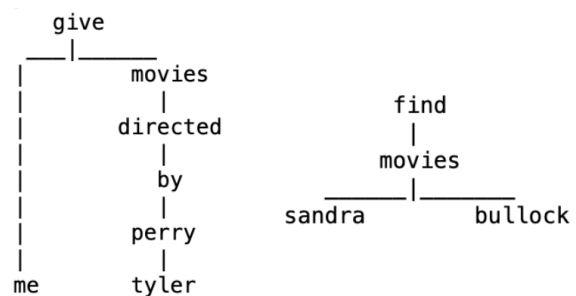 give
movies
directed
by
perry
me tyler
find
movies
sandra bullock